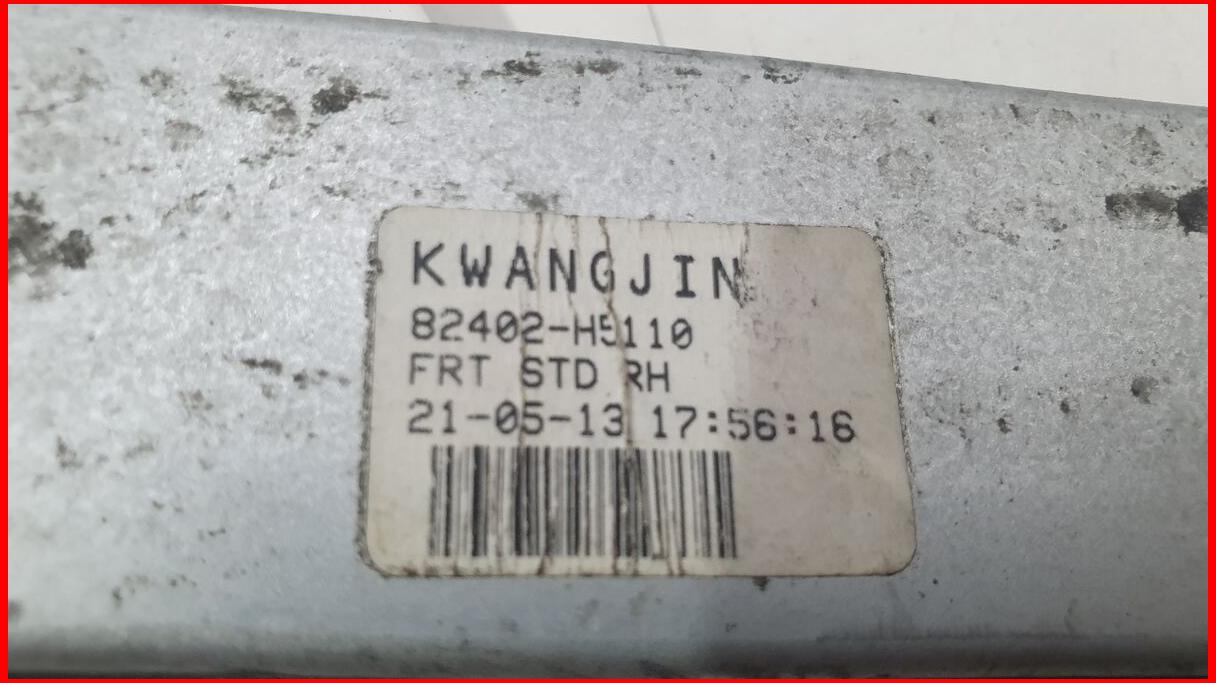 KWANGJIN
82402-H5110
FRT STD RH
21-05-13 17:56:16